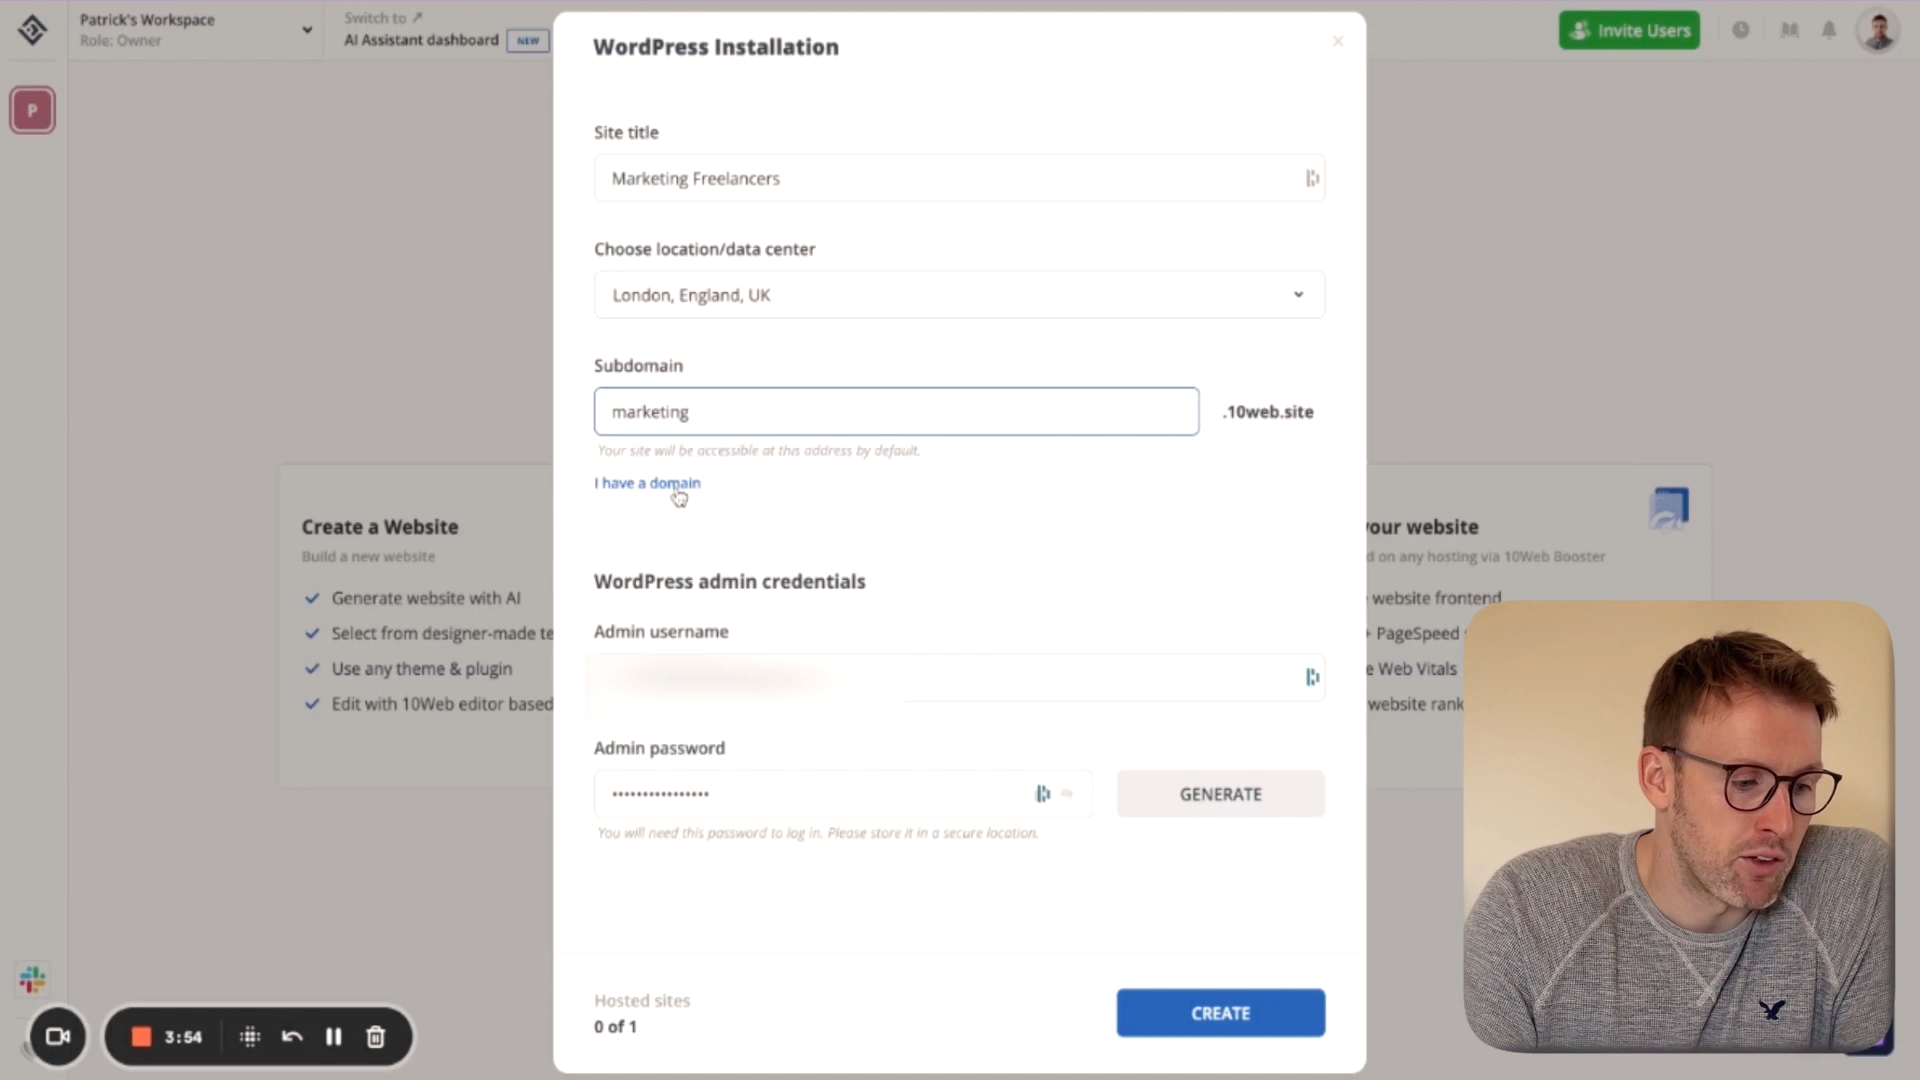 Patrick's Workspace
Role: Owner
Switch to
AI Assistant dashboard
NEW
Invite Users
P
WordPress Installation
Site title
Marketing Freelancers
Choose location/data center
London, England, UK
Subdomain
marketing
.10web.site
Your site will be accessible at this address by default.
I have a domain
WordPress admin credentials
Admin username
Admin password
GENERATE
You will need this password to log in. Please store it in a secure location.
Hosted sites
0 of 1
CREATE
Create a Website
Build a new website
Generate website with AI
Select from designer-made te
Use any theme & plugin
Edit with 10Web editor based
your website
d on any hosting via 10Web Booster
website frontend
+ PageSpeed
e Web Vitals
website rank
3:54